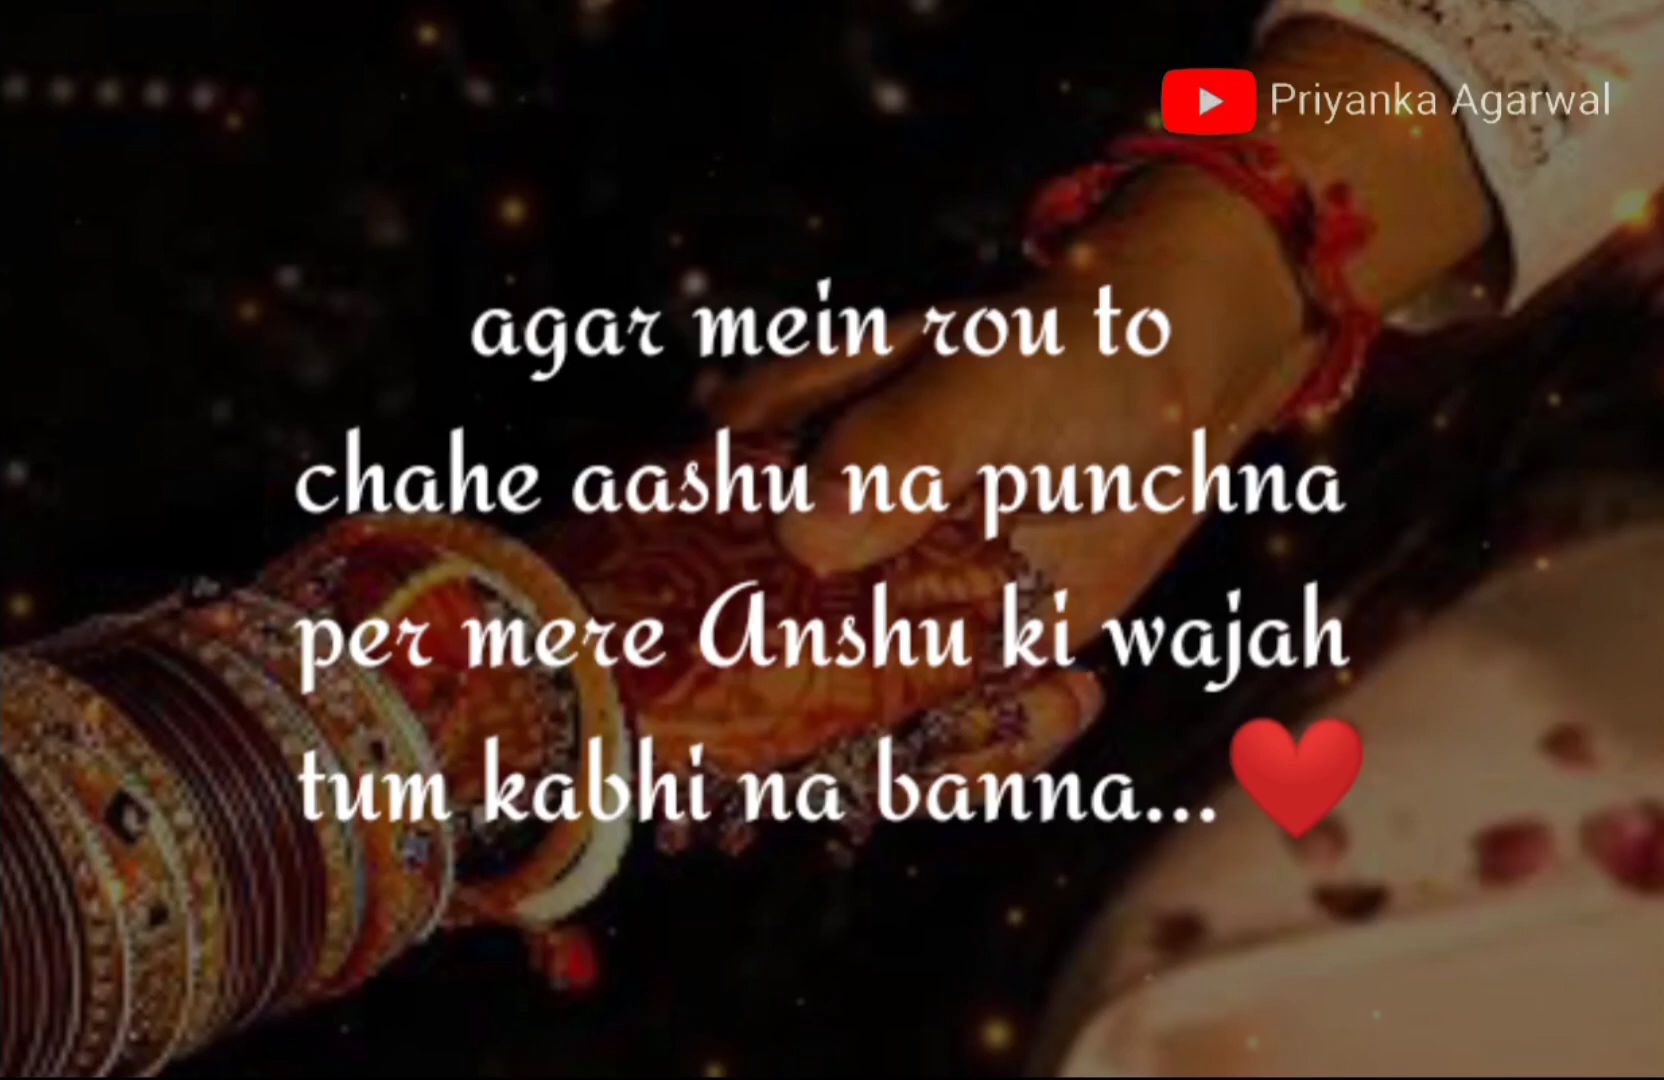 Priyanka Agarwal
agar mein rou to
chahe aashu na punchna
per mere Anshu ki wajah
tum kabhi na banna...❤️